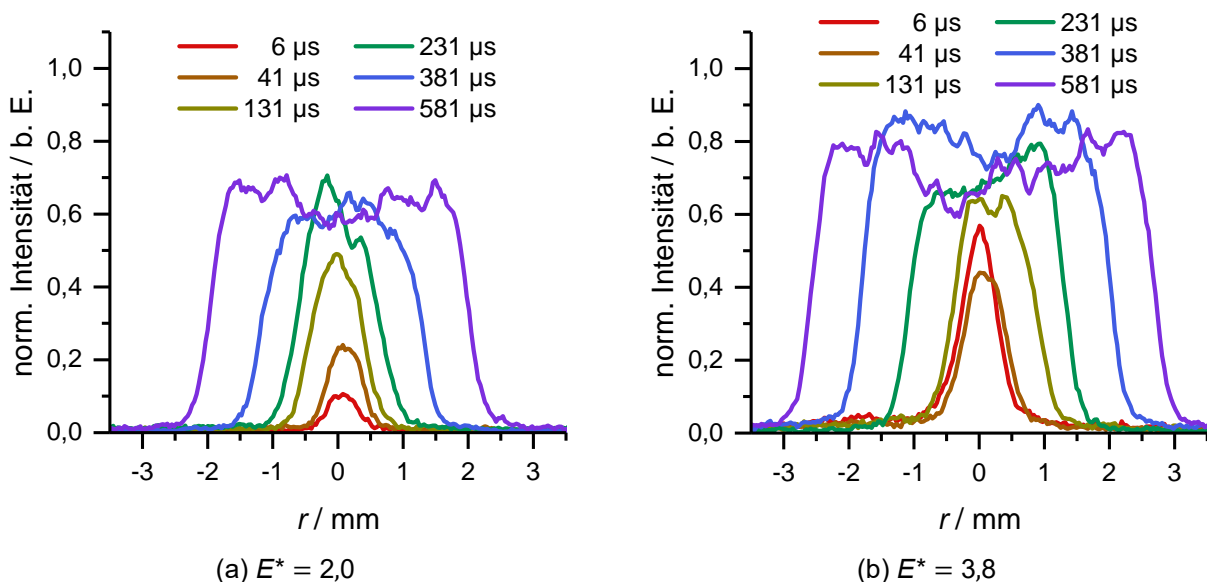 6 µs
231 µs
41 µs
381 µs
131 µs
581 µs
norm. Intensität / b. E.
1,0
0,8
0,6
0,4
0,2
0,0
-3 -2 -1 0 1 2 3
r / mm
(a) E* = 2,0
6 µs
231 µs
41 µs
381 µs
131 µs
581 µs
norm. Intensität / b. E.
1,0
0,8
0,6
0,4
0,2
0,0
-3 -2 -1 0 1 2 3
r / mm
(b) E* = 3,8